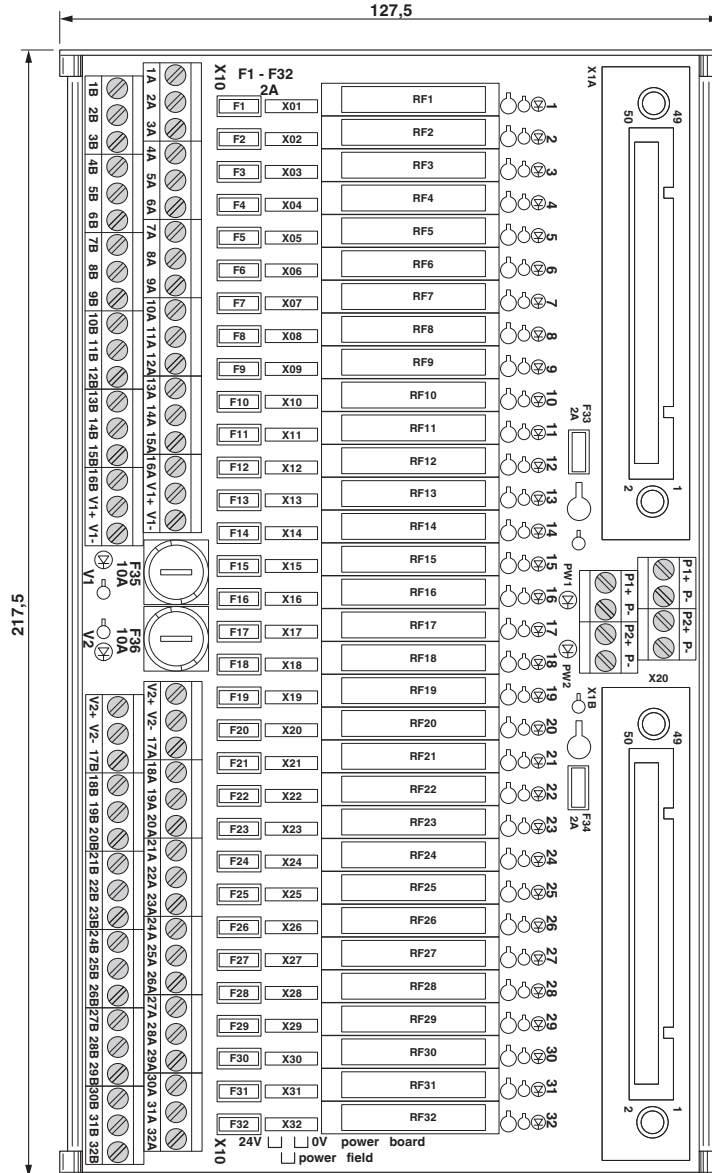 127,5
217,5
X10 F1 - F32
2A
X1A
1B 2B 3B 4B 5B 6B 7B 8B 9B 10B 11B 12B 13B 14B 15B 16B V1+ V1-
1A 2A 3A 4A 5A 6A 7A 8A 9A 10A 11A 12A 13A 14A 15A 16A V1+ V1-
F1 X01 RF1 1
F2 X02 RF2 2
F3 X03 RF3 3
F4 X04 RF4 4
F5 X05 RF5 5
F6 X06 RF6 6
F7 X07 RF7 7
F8 X08 RF8 8
F9 X09 RF9 9
F10 X10 RF10 10
F11 X11 RF11 11
F12 X12 RF12 12
F13 X13 RF13 13
F14 X14 RF14 14
F15 X15 RF15 15
F16 X16 RF16 16
F17 X17 RF17 17
F18 X18 RF18 18
F19 X19 RF19 19
F20 X20 RF20 20
F21 X21 RF21 21
F22 X22 RF22 22
F23 X23 RF23 23
F24 X24 RF24 24
F25 X25 RF25 25
F26 X26 RF26 26
F27 X27 RF27 27
F28 X28 RF28 28
F29 X29 RF29 29
F30 X30 RF30 30
F31 X31 RF31 31
F32 X32 RF32 32
50 49
2 1
F33
2A
V1
F35
10A
V2
F36
10A
PW1
PW2
P1+ P- P2+ P-
P1+ P- P2+ P-
X20
X1B
50 49
2 1
F34
2A
V2+ V2- 17B 18B 19B 20B 21B 22B 23B 24B 25B 26B 27B 28B 29B 30B 31B 32B
V2+ V2- 17A 18A 19A 20A 21A 22A 23A 24A 25A 26A 27A 28A 29A 30A 31A 32A
X10 24V 0V power board
power field